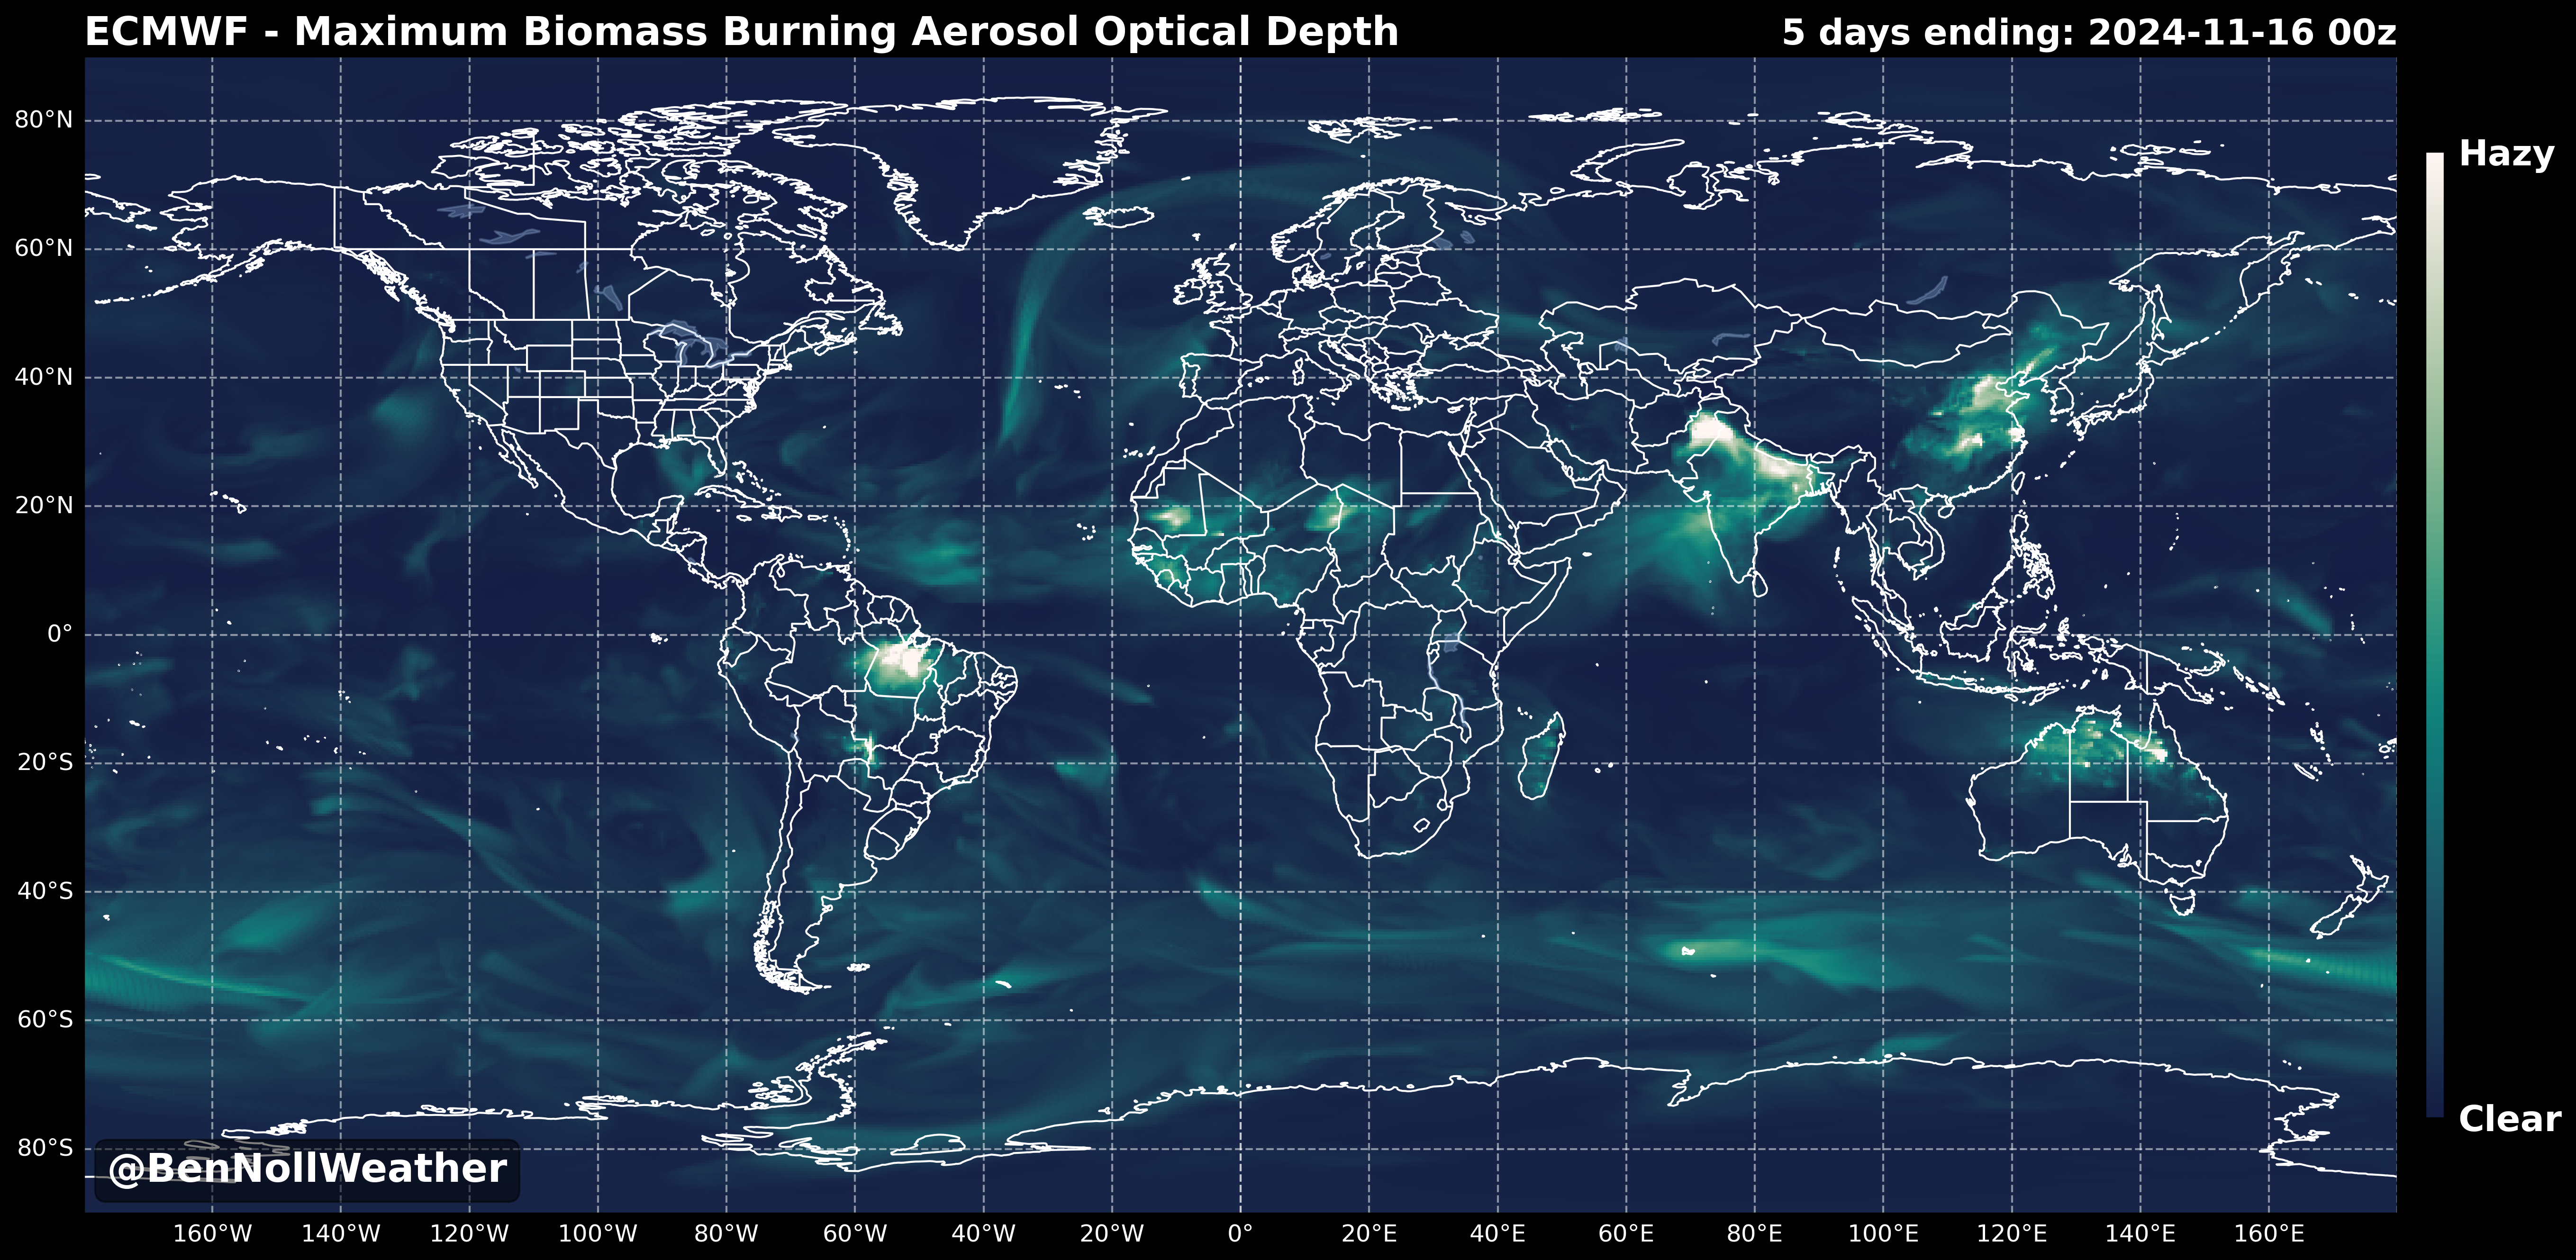 ECMWF - Maximum Biomass Burning Aerosol Optical Depth
5 days ending: 2024-11-16 00z
80°N
60°N
40°N
20°N
0°
20°S
40°S
60°S
80°S
Hazy
Clear
@BenNollWeather
160°W 140°W 120°W 100°W 80°W 60°W 40°W 20°W 0° 20°E 40°E 60°E 80°E 100°E 120°E 140°E 160°E